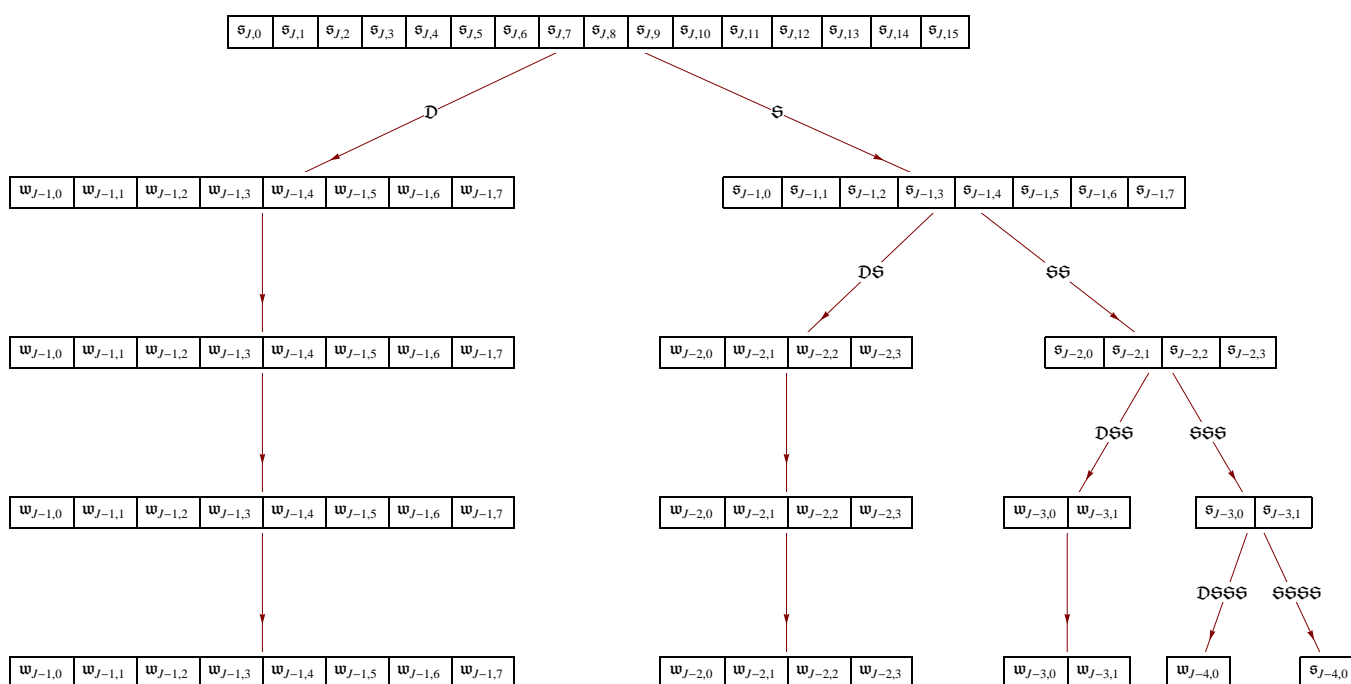 𝔰J,0 𝔰J,1 𝔰J,2 𝔰J,3 𝔰J,4 𝔰J,5 𝔰J,6 𝔰J,7 𝔰J,8 𝔰J,9 𝔰J,10 𝔰J,11 𝔰J,12 𝔰J,13 𝔰J,14 𝔰J,15
𝔇 𝔖
𝔴J−1,0 𝔴J−1,1 𝔴J−1,2 𝔴J−1,3 𝔴J−1,4 𝔴J−1,5 𝔴J−1,6 𝔴J−1,7 𝔰J−1,0 𝔰J−1,1 𝔰J−1,2 𝔰J−1,3 𝔰J−1,4 𝔰J−1,5 𝔰J−1,6 𝔰J−1,7
𝔇𝔖 𝔖𝔖
𝔴J−1,0 𝔴J−1,1 𝔴J−1,2 𝔴J−1,3 𝔴J−1,4 𝔴J−1,5 𝔴J−1,6 𝔴J−1,7 𝔴J−2,0 𝔴J−2,1 𝔴J−2,2 𝔴J−2,3 𝔰J−2,0 𝔰J−2,1 𝔰J−2,2 𝔰J−2,3
𝔇𝔖𝔖 𝔖𝔖𝔖
𝔴J−1,0 𝔴J−1,1 𝔴J−1,2 𝔴J−1,3 𝔴J−1,4 𝔴J−1,5 𝔴J−1,6 𝔴J−1,7 𝔴J−2,0 𝔴J−2,1 𝔴J−2,2 𝔴J−2,3 𝔴J−3,0 𝔴J−3,1 𝔰J−3,0 𝔰J−3,1
𝔇𝔖𝔖𝔖 𝔖𝔖𝔖𝔖
𝔴J−1,0 𝔴J−1,1 𝔴J−1,2 𝔴J−1,3 𝔴J−1,4 𝔴J−1,5 𝔴J−1,6 𝔴J−1,7 𝔴J−2,0 𝔴J−2,1 𝔴J−2,2 𝔴J−2,3 𝔴J−3,0 𝔴J−3,1 𝔴J−4,0 𝔰J−4,0